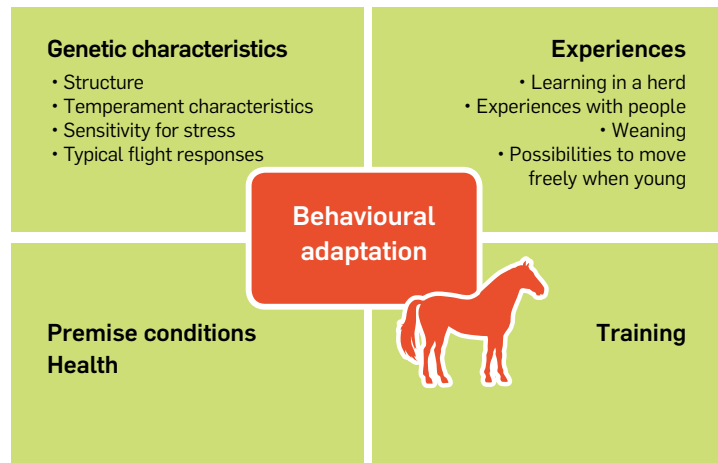 Genetic characteristics
• Structure
• Temperament characteristics
• Sensitivity for stress
• Typical flight responses
Experiences
• Learning in a herd
• Experiences with people
• Weaning
• Possibilities to move
freely when young
Behavioural
adaptation
Premise conditions
Health
Training